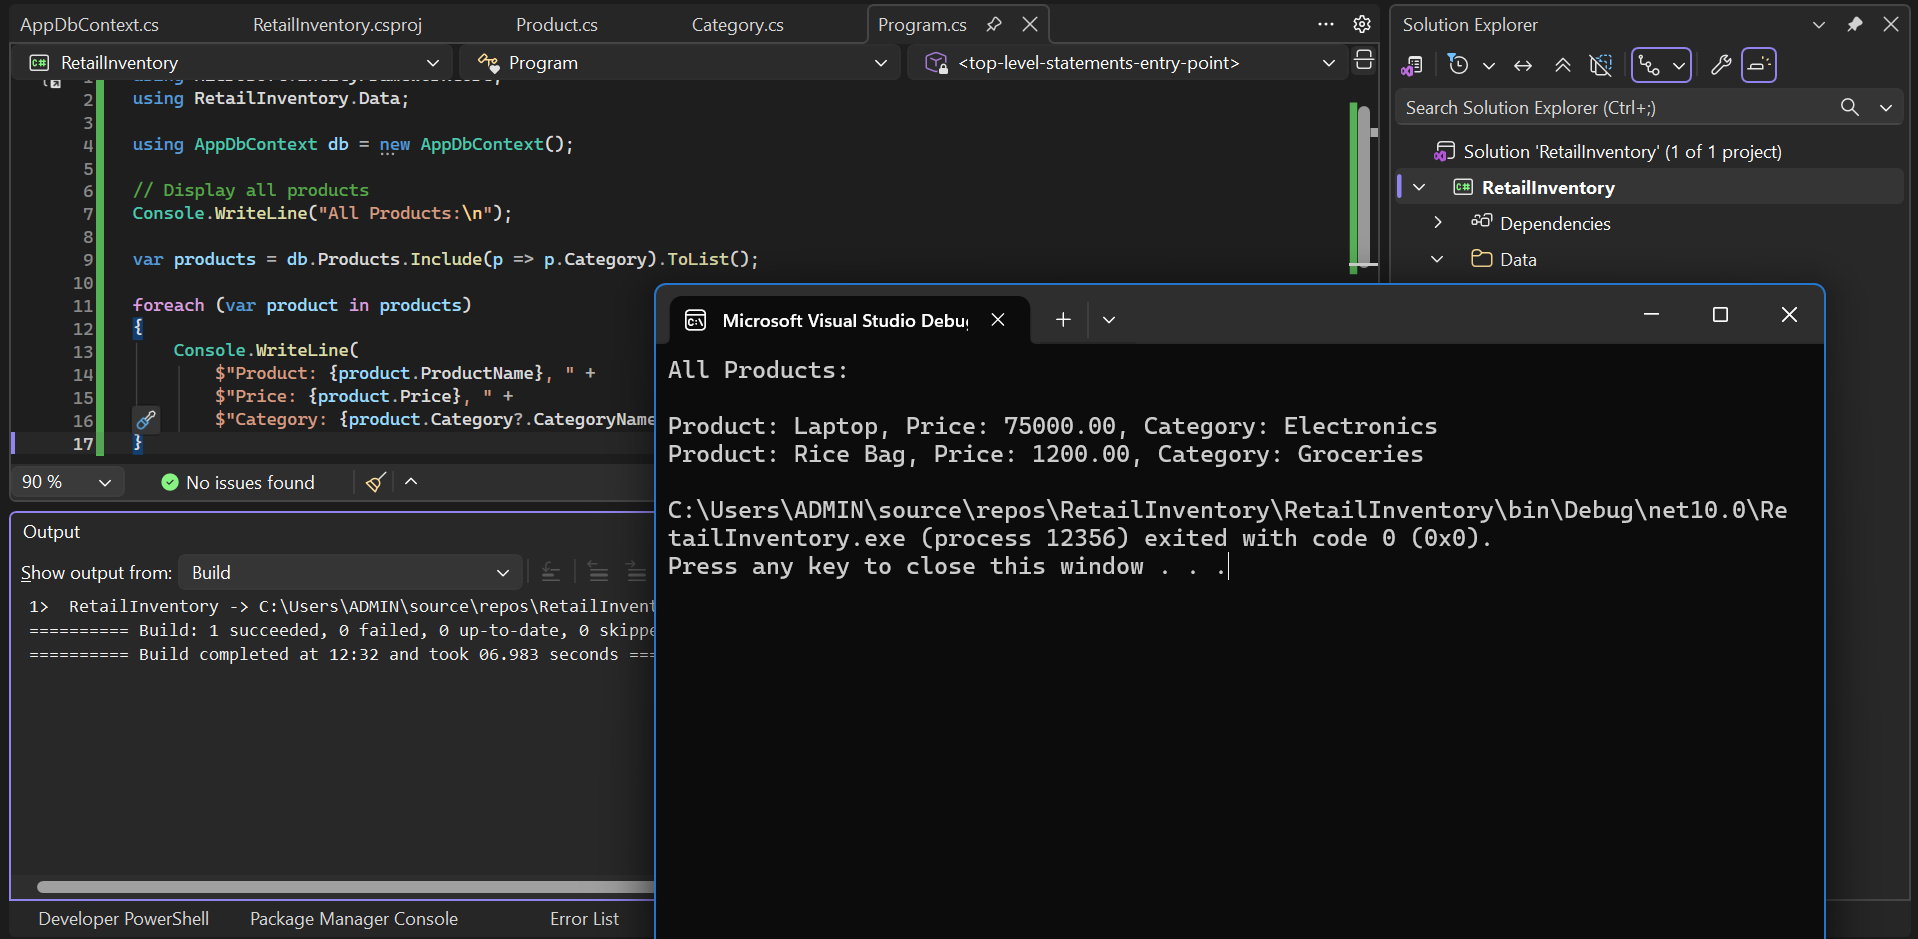 AppDbContext.cs RetailInventory.csproj Product.cs Category.cs Program.cs
RetailInventory Program <top-level-statements-entry-point>
2 using RetailInventory.Data;
3
4 using AppDbContext db = new AppDbContext();
5
6 // Display all products
7 Console.WriteLine("All Products:\n");
8
9 var products = db.Products.Include(p => p.Category).ToList();
10
11 foreach (var product in products)
12 {
13 Console.WriteLine(
14 $"Product: {product.ProductName}, " +
15 $"Price: {product.Price}, " +
16 $"Category: {product.Category?.CategoryName
17 }
90 % No issues found
Output
Show output from: Build
1> RetailInventory -> C:\Users\ADMIN\source\repos\RetailInvent
========== Build: 1 succeeded, 0 failed, 0 up-to-date, 0 skippe
========== Build completed at 12:32 and took 06.983 seconds ===
Developer PowerShell Package Manager Console Error List
Solution Explorer
Search Solution Explorer (Ctrl+;)
Solution 'RetailInventory' (1 of 1 project)
C# RetailInventory
Dependencies
Data
Microsoft Visual Studio Debu
All Products:
Product: Laptop, Price: 75000.00, Category: Electronics
Product: Rice Bag, Price: 1200.00, Category: Groceries
C:\Users\ADMIN\source\repos\RetailInventory\RetailInventory\bin\Debug\net10.0\Re
tailInventory.exe (process 12356) exited with code 0 (0x0).
Press any key to close this window . . .